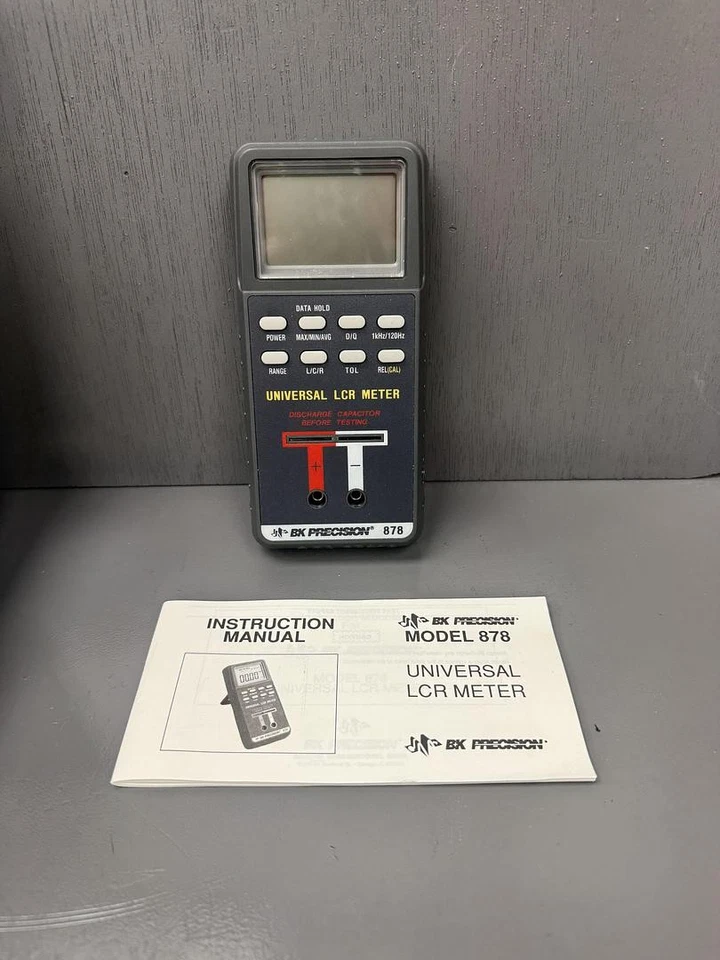 DATA HOLD
POWER MAX/MIN/AVG D/Q 1kHz/120Hz
RANGE L/C/R TOL REL(CAL)
UNIVERSAL LCR METER
DISCHARGE CAPACITOR
BEFORE TESTING
+ −
BK PRECISION® 878
INSTRUCTION
MANUAL
BK PRECISION®
MODEL 878
UNIVERSAL
LCR METER
BK PRECISION®